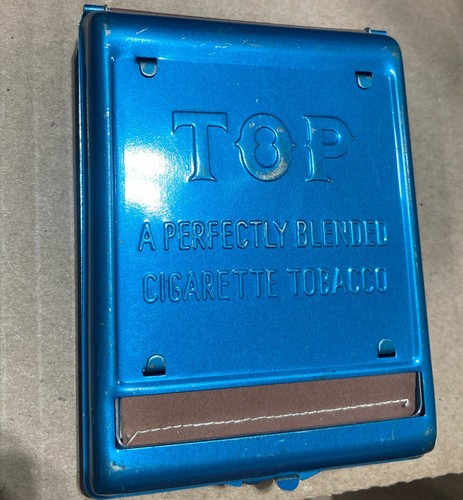 TOP
A PERFECTLY BLENDED
CIGARETTE TOBACCO